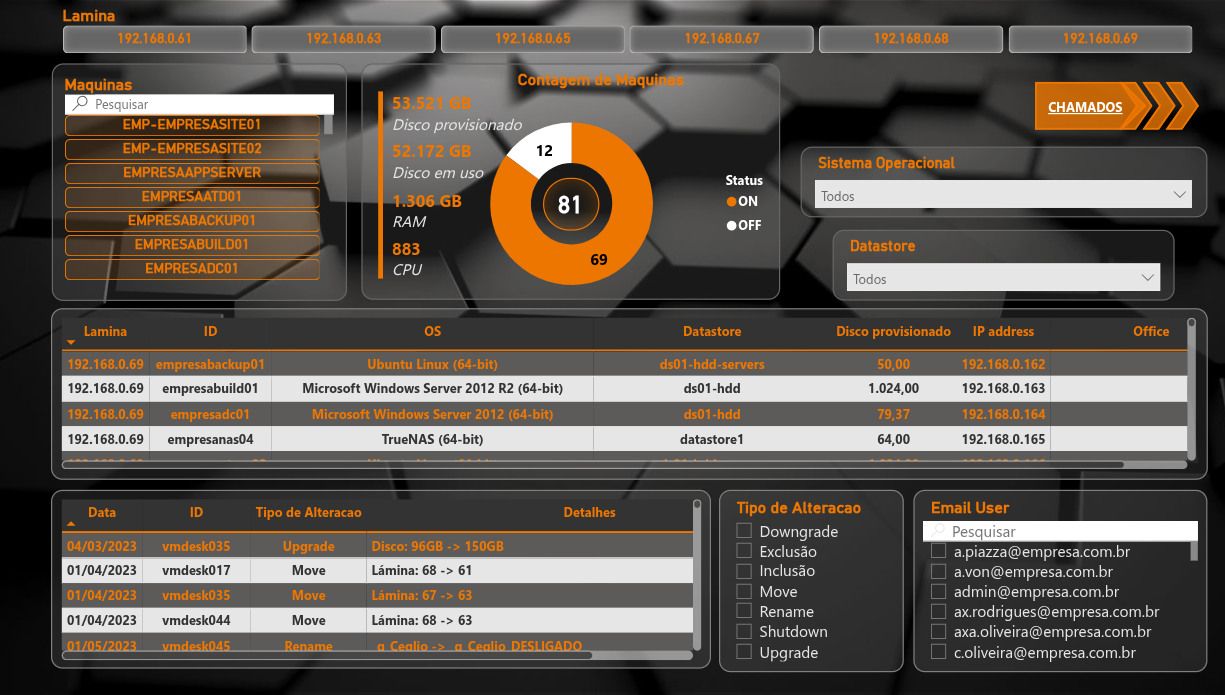 Lamina
192.168.0.61 192.168.0.63 192.168.0.65 192.168.0.67 192.168.0.68 192.168.0.69
Maquinas
Pesquisar
EMP-EMPRESASITE01
EMP-EMPRESASITE02
EMPRESAAPPSERVER
EMPRESAATD01
EMPRESABACKUP01
EMPRESABUILD01
EMPRESADC01
Contagem de Maquinas
53.521 GB
Disco provisionado
52.172 GB
Disco em uso
1.306 GB
RAM
883
CPU
12
81
69
Status
ON
OFF
CHAMADOS
Sistema Operacional
Todos
Datastore
Todos
Lamina ID OS Datastore Disco provisionado IP address Office
192.168.0.69 empresabackup01 Ubuntu Linux (64-bit) ds01-hdd-servers 50,00 192.168.0.162
192.168.0.69 empresabuild01 Microsoft Windows Server 2012 R2 (64-bit) ds01-hdd 1.024,00 192.168.0.163
192.168.0.69 empresadc01 Microsoft Windows Server 2012 (64-bit) ds01-hdd 79,37 192.168.0.164
192.168.0.69 empresanas04 TrueNAS (64-bit) datastore1 64,00 192.168.0.165
Data ID Tipo de Alteracao Detalhes
04/03/2023 vmdesk035 Upgrade Disco: 96GB -> 150GB
01/04/2023 vmdesk017 Move Lámina: 68 -> 61
01/04/2023 vmdesk035 Move Lámina: 67 -> 63
01/04/2023 vmdesk044 Move Lámina: 68 -> 63
01/05/2023 vmdesk045 Rename _g_Ceglio -> _g_Ceglio_DESLIGADO
Tipo de Alteracao
Downgrade
Exclusão
Inclusão
Move
Rename
Shutdown
Upgrade
Email User
Pesquisar
a.piazza@empresa.com.br
a.von@empresa.com.br
admin@empresa.com.br
ax.rodrigues@empresa.com.br
axa.oliveira@empresa.com.br
c.oliveira@empresa.com.br